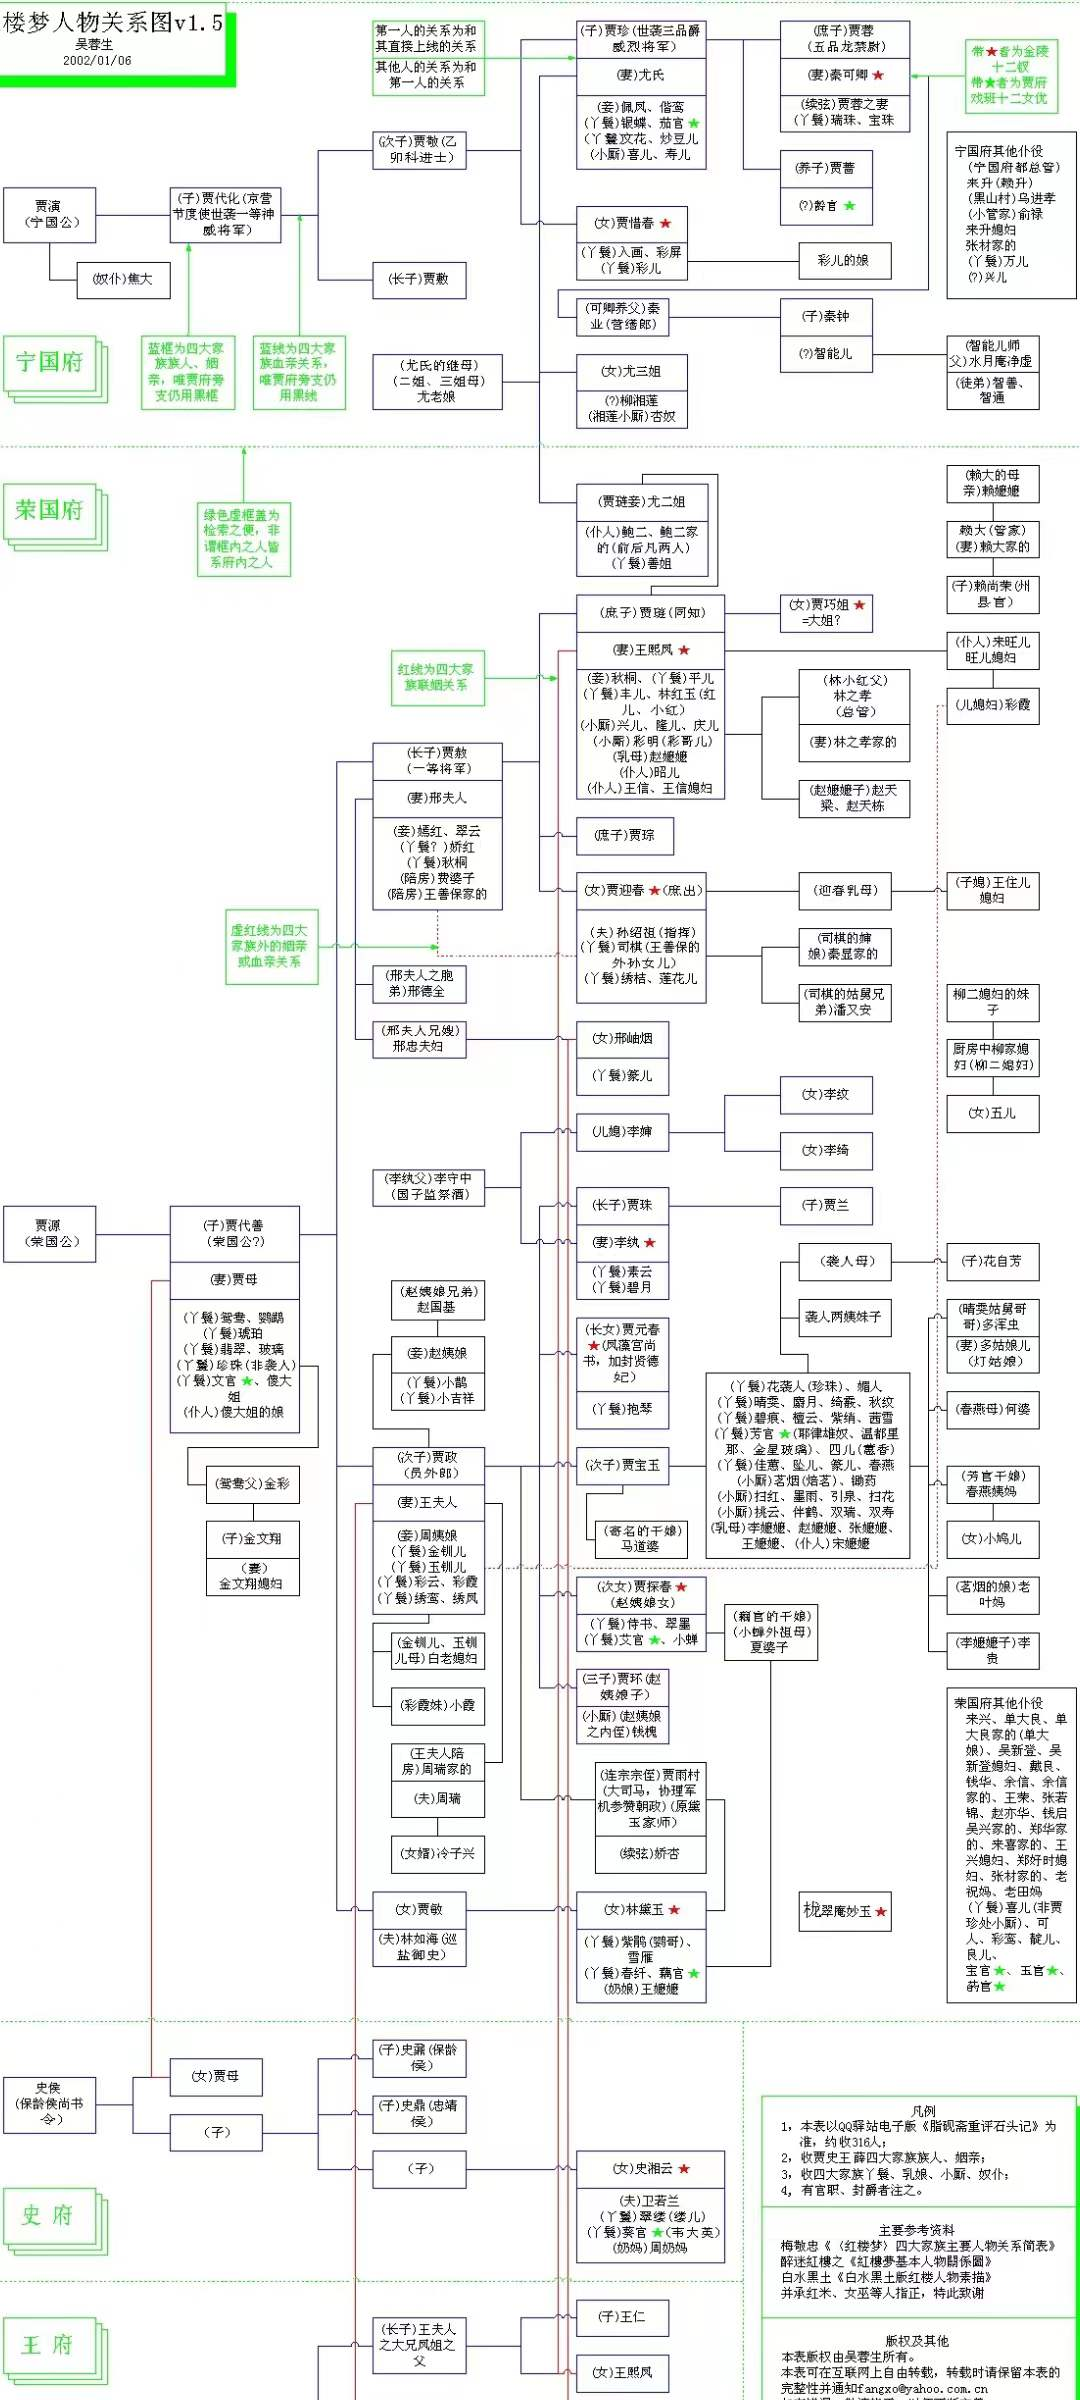 楼梦人物关系图v1.5
吴蓉生
2002/01/06
第一人的关系为和
其直接上线的关系
其他人的关系为和
第一人的关系
(子)贾珍(世袭三品爵
威烈将军)
(妻)尤氏
(妾)佩凤、偕鸾
(丫鬟)银蝶、茄官★
(丫鬟)文花、炒豆儿
(小厮)喜儿、寿儿
(庶子)贾蓉
(五品龙禁尉)
(妻)秦可卿★
(续弦)贾蓉之妻
(丫鬟)瑞珠、宝珠
带★者为金陵
十二钗
带★者为贾府
戏班十二女优
(次子)贾敬(乙
卯科进士)
(养子)贾蔷
(?)龄官★
宁国府其他仆役
(宁国府都总管)
来升(赖升)
(黑山村)乌进孝
(小管家)俞禄
来升媳妇
张材家的
(丫鬟)万儿
(?)兴儿
贾演
(宁国公)
(子)贾代化(京营
节度使世袭一等神
威将军)
(奴仆)焦大
(长子)贾敷
(女)贾惜春★
(丫鬟)入画、彩屏
(丫鬟)彩儿
彩儿的娘
(可卿养父)秦
业(营缮郎)
(子)秦钟
(?)智能儿
(智能儿师
父)水月庵净虚
(徒弟)智善、
智通
宁国府
蓝框为四大家
族族人、姻
亲，唯贾府旁
支仍用黑框
蓝线为四大家
族血亲关系，
唯贾府旁支仍
用黑线
(尤氏的继母)
(二姐、三姐母)
尤老娘
(女)尤三姐
(?)柳湘莲
(湘莲小厮)杏奴
荣国府
绿色虚框盖为
检索之便，非
谓框内之人皆
系府内之人
(贾琏妾)尤二姐
(仆人)鲍二、鲍二家
的(前后凡两人)
(丫鬟)善姐
(赖大的母
亲)赖嬷嬷
赖大(管家)
(妻)赖大家的
(子)赖尚荣(州
县官)
(庶子)贾琏(同知)
(妻)王熙凤★
(妾)秋桐、(丫鬟)平儿
(丫鬟)丰儿、林红玉(红
儿、小红)
(小厮)兴儿、隆儿、庆儿
(小厮)彩明(彩哥儿)
(乳母)赵嬷嬷
(仆人)昭儿
(仆人)王信、王信媳妇
(女)贾巧姐★
=大姐?
(仆人)来旺儿
旺儿媳妇
(儿媳妇)彩霞
红线为四大家
族联姻关系
(林小红父)
林之孝
(总管)
(妻)林之孝家的
(赵嬷嬷子)赵天
梁、赵天栋
(长子)贾赦
(一等将军)
(妻)邢夫人
(妾)嫣红、翠云
(丫鬟?)娇红
(丫鬟)秋桐
(陪房)费婆子
(陪房)王善保家的
(庶子)贾琮
(女)贾迎春★(庶出)
(夫)孙绍祖(指挥)
(丫鬟)司棋(王善保的
外孙女儿)
(丫鬟)绣桔、莲花儿
(迎春乳母)
(子媳)王住儿
媳妇
(司棋的婶
娘)秦显家的
(司棋的姑舅兄
弟)潘又安
虚红线为四大
家族外的姻亲
或血亲关系
(邢夫人之胞
弟)邢德全
(邢夫人兄嫂)
邢忠夫妇
(女)邢岫烟
(丫鬟)篆儿
柳二媳妇的妹
子
厨房中柳家媳
妇(柳二媳妇)
(女)五儿
(李纨父)李守中
(国子监祭酒)
(儿媳)李婶
(女)李纹
(女)李绮
(长子)贾珠
(妻)李纨★
(丫鬟)素云
(丫鬟)碧月
(子)贾兰
贾源
(荣国公)
(子)贾代善
(荣国公?)
(妻)贾母
(丫鬟)鸳鸯、鹦鹉
(丫鬟)琥珀
(丫鬟)翡翠、玻璃
(丫鬟)珍珠(非袭人)
(丫鬟)文官★、傻大
姐
(仆人)傻大姐的娘
(鸳鸯父)金彩
(子)金文翔
(妻)
金文翔媳妇
(赵姨娘兄弟)
赵国基
(妾)赵姨娘
(丫鬟)小鹊
(丫鬟)小吉祥
(长女)贾元春
★(凤藻宫尚
书，加封贤德
妃)
(丫鬟)抱琴
(袭人母)
(子)花自芳
袭人两姨妹子
(晴雯姑舅哥
哥)多浑虫
(妻)多姑娘儿
(灯姑娘)
(次子)贾政
(员外郎)
(妻)王夫人
(妾)周姨娘
(丫鬟)金钏儿
(丫鬟)玉钏儿
(丫鬟)彩云、彩霞
(丫鬟)绣鸾、绣凤
(次子)贾宝玉
(寄名的干娘)
马道婆
(丫鬟)花袭人(珍珠)、媚人
(丫鬟)晴雯、麝月、绮霰、秋纹
(丫鬟)碧痕、檀云、紫绡、茜雪
(丫鬟)芳官★(耶律雄奴、温都里
那、金星玻璃)、四儿(蕙香)
(丫鬟)佳蕙、坠儿、篆儿、春燕
(小厮)茗烟(焙茗)、锄药
(小厮)扫红、墨雨、引泉、扫花
(小厮)挑云、伴鹤、双瑞、双寿
(乳母)李嬷嬷、赵嬷嬷、张嬷嬷、
王嬷嬷、(仆人)宋嬷嬷
(春燕母)何婆
(芳官干娘)
春燕姨妈
(女)小鸠儿
(茗烟的娘)老
叶妈
(李嬷嬷子)李
贵
(次女)贾探春★
(赵姨娘女)
(丫鬟)侍书、翠墨
(丫鬟)艾官★、小蝉
(藕官的干娘)
(小蝉外祖母)
夏婆子
(金钏儿、玉钏
儿母)白老媳妇
(彩霞妹)小霞
(三子)贾环(赵
姨娘子)
(小厮)(赵姨娘
之内侄)钱槐
(王夫人陪
房)周瑞家的
(夫)周瑞
(女婿)冷子兴
(连宗宗侄)贾雨村
(大司马，协理军
机参赞朝政)(原黛
玉家师)
(续弦)娇杏
荣国府其他仆役
来兴、单大良、单
大良家的(单大
娘)、吴新登、吴
新登媳妇、戴良、
钱华、余信、余信
家的、王荣、张若
锦、赵亦华、钱启
吴兴家的、郑华家
的、来喜家的、王
兴媳妇、郑好时媳
妇、张材家的、老
祝妈、老田妈
(丫鬟)喜儿(非贾
珍处小厮)、可
人、彩鸾、靛儿、
良儿、
宝官★、玉官★、
药官★
(女)贾敏
(夫)林如海(巡
盐御史)
(女)林黛玉★
(丫鬟)紫鹃(鹦哥)、
雪雁
(丫鬟)春纤、藕官★
(奶娘)王嬷嬷
栊翠庵妙玉★
史侯
(保龄侯尚书
令)
(女)贾母
(子)
(子)史鼐(保龄
侯)
(子)史鼎(忠靖
侯)
(子)
(女)史湘云★
(夫)卫若兰
(丫鬟)翠缕(缕儿)
(丫鬟)葵官★(韦大英)
(奶妈)周奶妈
史府
凡例
1，本表以QQ驿站电子版《脂砚斋重评石头记》为
准，约收316人；
2，收贾史王薛四大家族族人、姻亲；
3，收四大家族丫鬟、乳娘、小厮、奴仆；
4，有官职、封爵者注之。
主要参考资料
梅敬忠《〈红楼梦〉四大家族主要人物关系简表》
醉迷紅樓之《紅樓夢基本人物關係圖》
白水黑土《白水黑土版红楼人物素描》
并承红米、女巫等人指正，特此致谢
王府
(长子)王夫人
之大兄凤姐之
父
(子)王仁
(女)王熙凤
版权及其他
本表版权由吴蓉生所有。
本表可在互联网上自由转载，转载时请保留本表的
完整性并通知fangxo@yahoo.com.cn